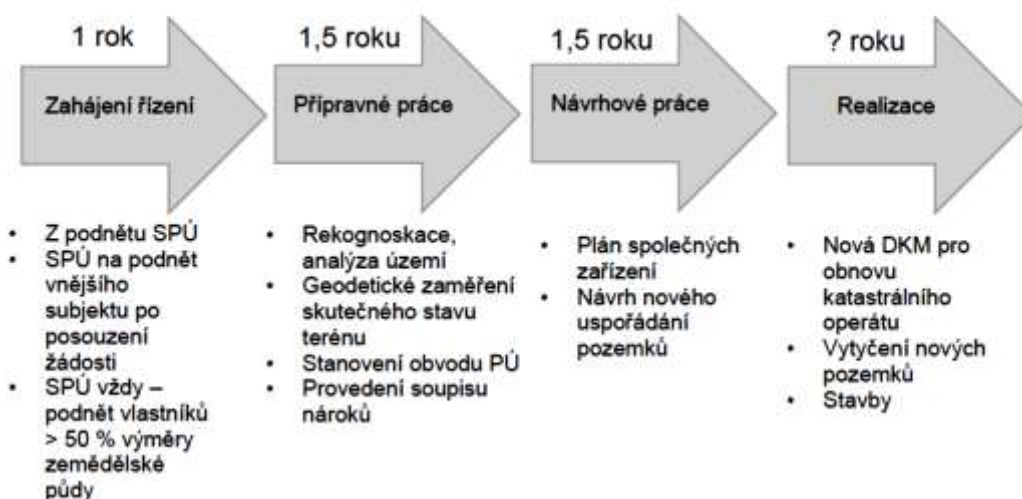 1 rok
Zahájení řízení
• Z podnětu SPÚ
• SPÚ na podnět
vnějšího
subjektu po
posouzení
žádosti
• SPÚ vždy –
podnět vlastníků
> 50 % výměry
zemědělské
půdy
1,5 roku
Přípravné práce
• Rekognoskace,
analýza území
• Geodetické zaměření
skutečného stavu
terénu
• Stanovení obvodu PÚ
• Provedení soupisu
nároků
1,5 roku
Návrhové práce
• Plán společných
zařízení
• Návrh nového
uspořádání
pozemků
? roku
Realizace
• Nová DKM pro
obnovu
katastrálního
operátu
• Vytyčení nových
pozemků
• Stavby